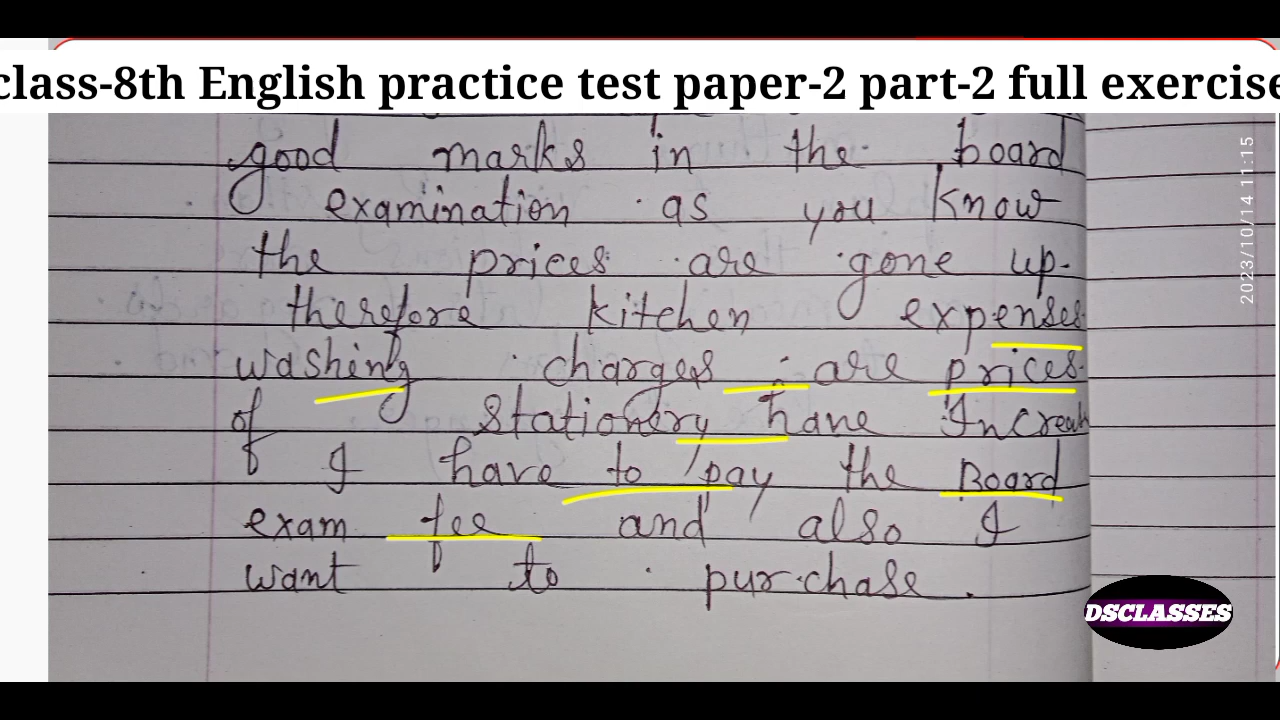 class-8th English practice test paper-2 part-2 full exercise
good marks in the board
examination as you know
the prices are gone up.
therefore kitchen expenses
washing charges are prices
of stationery have Increah
I have to pay the Board
exam fee and also I
want to purchase.
2023/10/14 11:15
DSCLASSES